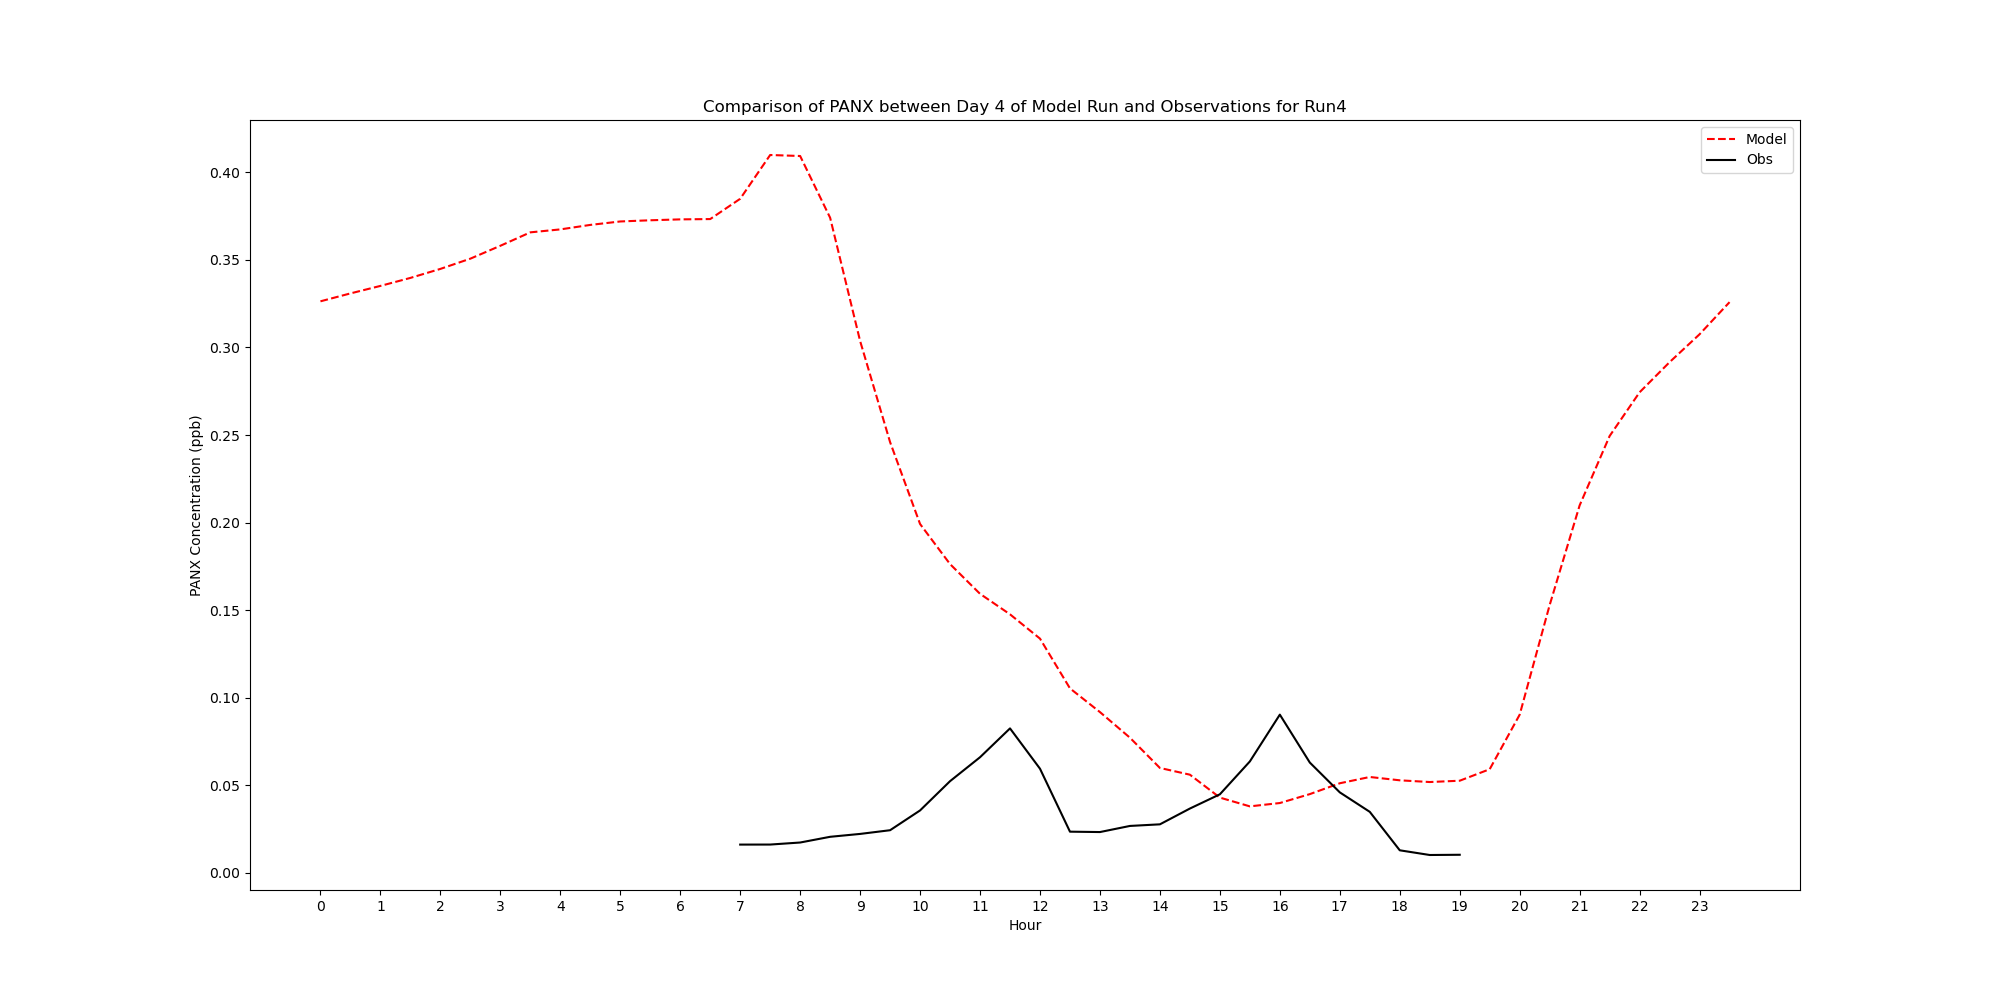 Comparison of PANX between Day 4 of Model Run and Observations for Run4
Model
Obs
PANX Concentration (ppb)
0.40
0.35
0.30
0.25
0.20
0.15
0.10
0.05
0.00
0 1 2 3 4 5 6 7 8 9 10 11 12 13 14 15 16 17 18 19 20 21 22 23
Hour